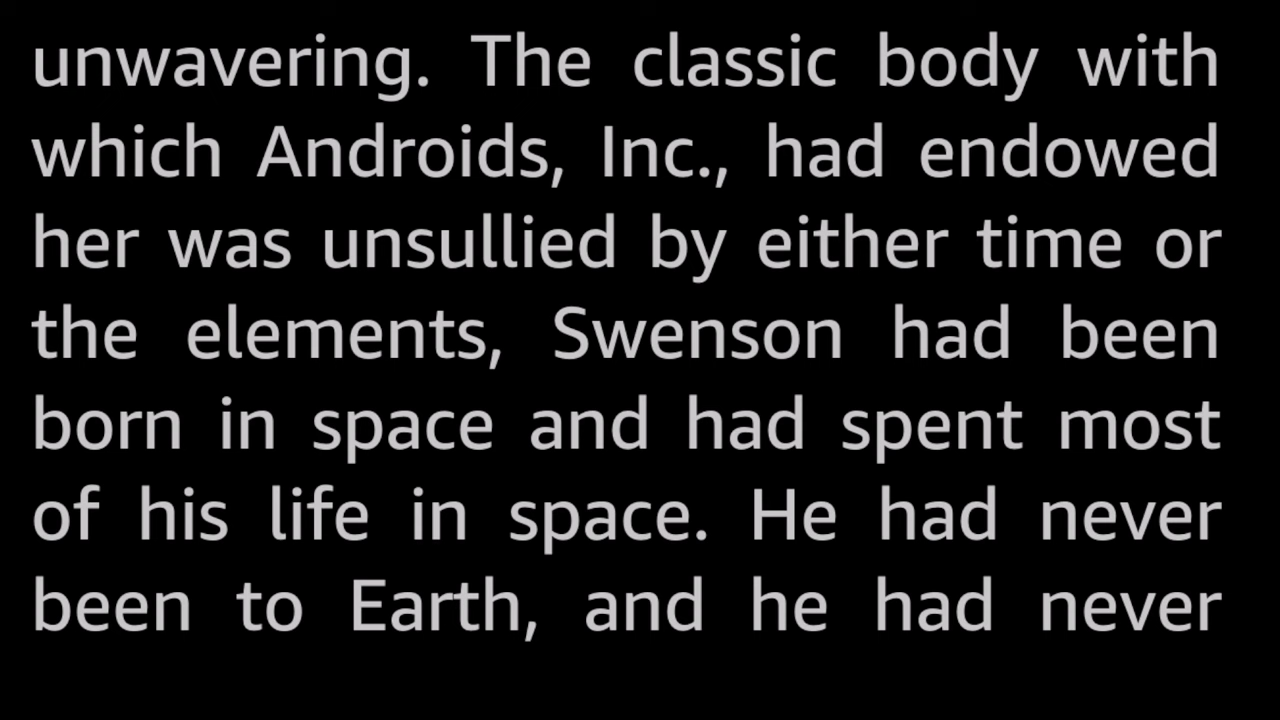 unwavering. The classic body with
which Androids, Inc., had endowed
her was unsullied by either time or
the elements, Swenson had been
born in space and had spent most
of his life in space. He had never
been to Earth, and he had never